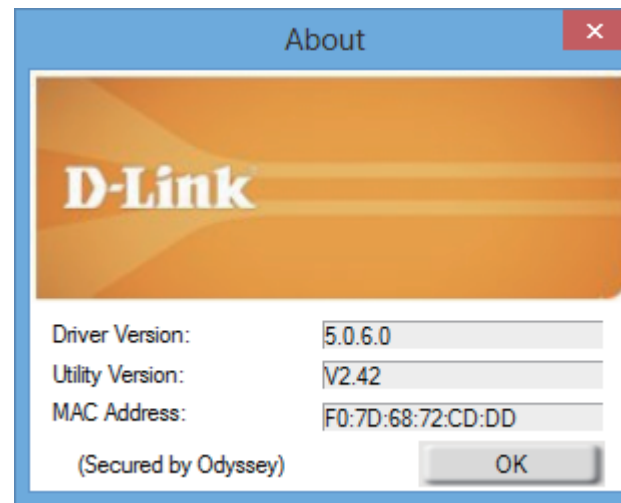 About
D-Link
Driver Version: 5.0.6.0
Utility Version: V2.42
MAC Address: F0:7D:68:72:CD:DD
(Secured by Odyssey) OK